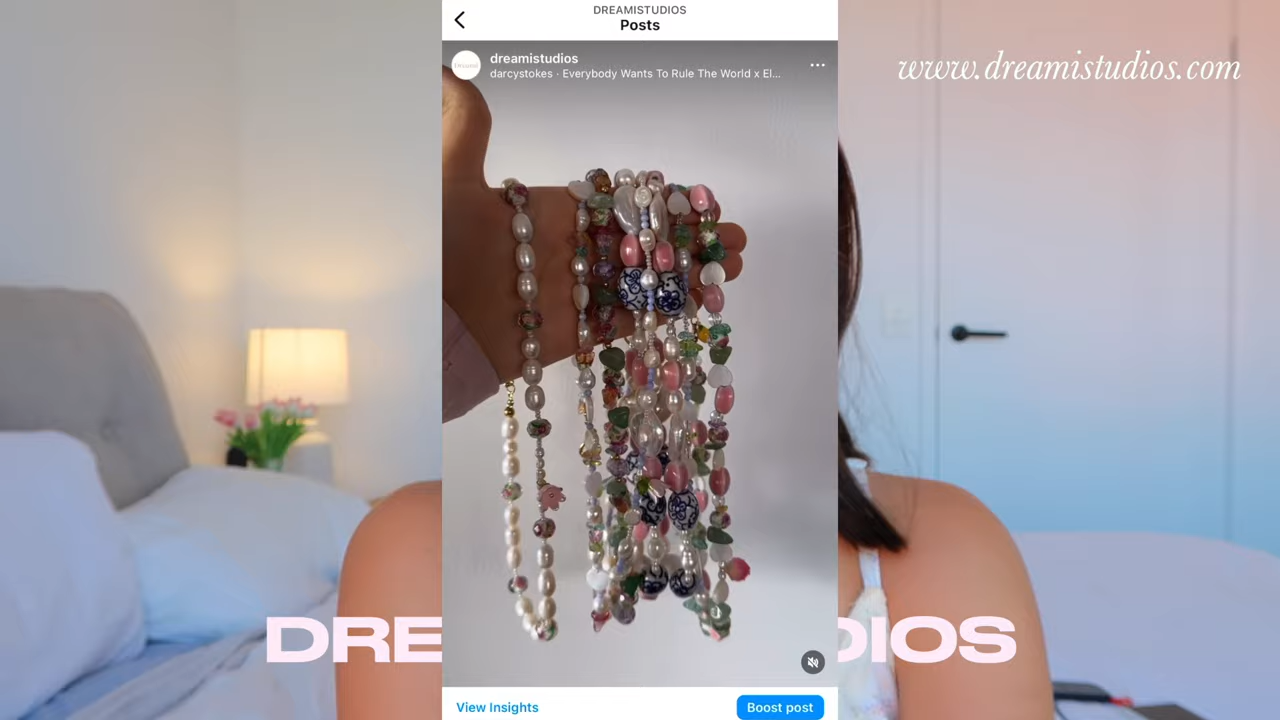 DREAMISTUDIOS
Posts
dreamistudios
darcystokes · Everybody Wants To Rule The World x El...
www.dreamistudios.com
DRE
DIOS
View Insights
Boost post